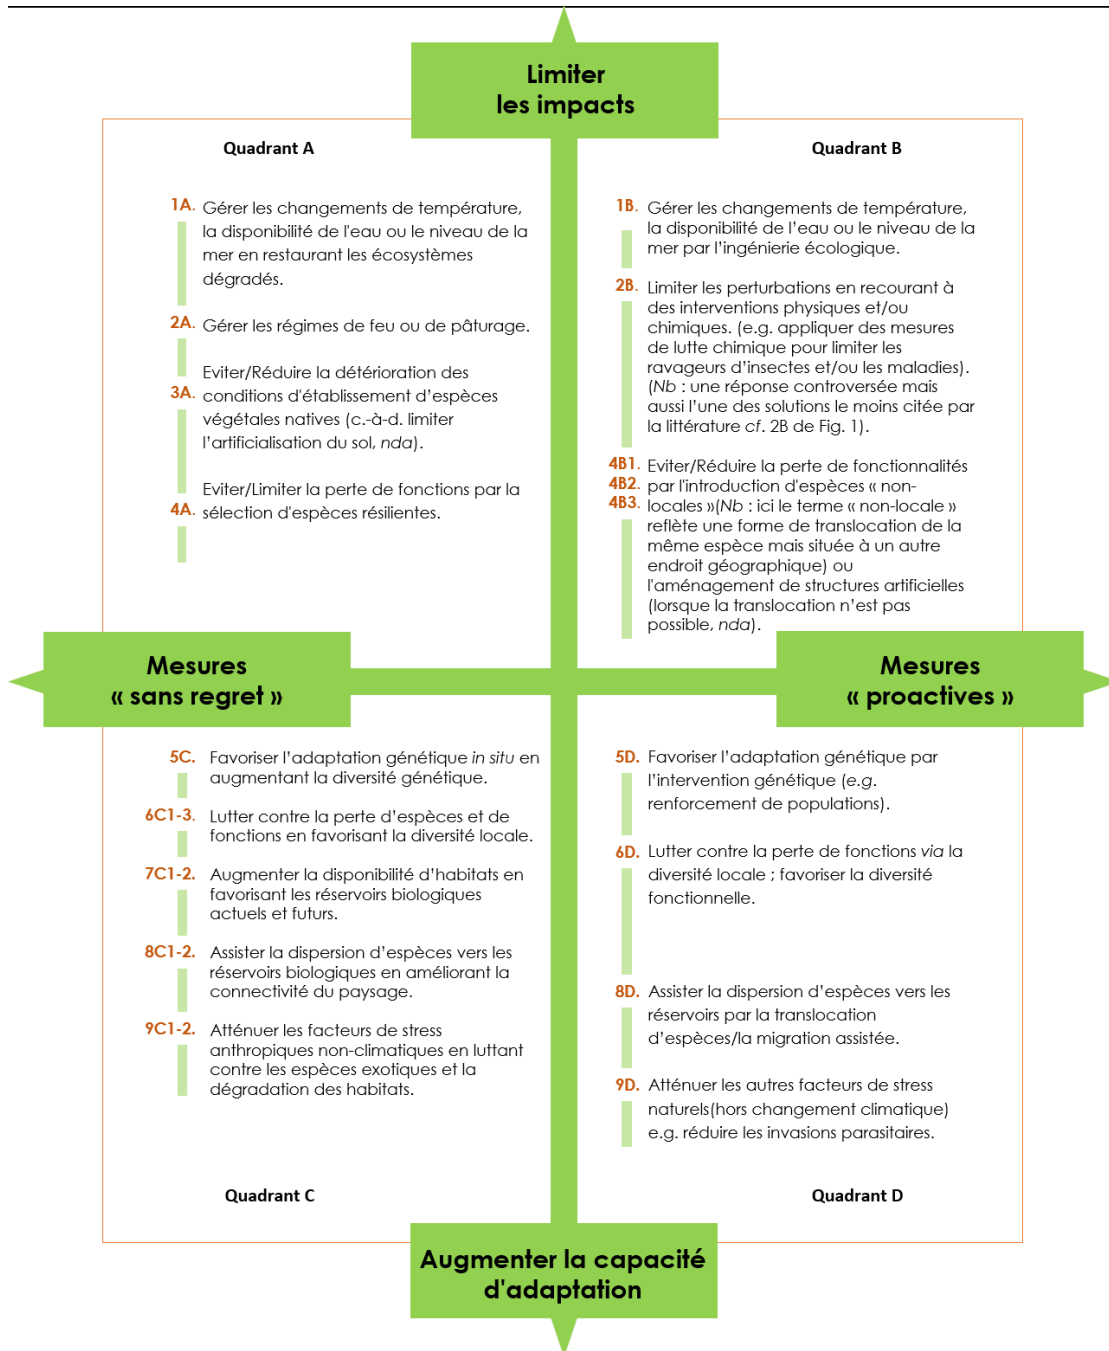 Limiter
les impacts
Quadrant A
1A. Gérer les changements de température,
la disponibilité de l'eau ou le niveau de la
mer en restaurant les écosystèmes
dégradés.
2A. Gérer les régimes de feu ou de pâturage.
Eviter/Réduire la détérioration des
3A. conditions d'établissement d'espèces
végétales natives (c.-à-d. limiter
l'artificialisation du sol, nda).
Eviter/Limiter la perte de fonctions par la
4A. sélection d'espèces résilientes.
Quadrant B
1B. Gérer les changements de température,
la disponibilité de l'eau ou le niveau de la
mer par l'ingénierie écologique.
2B. Limiter les perturbations en recourant à
des interventions physiques et/ou
chimiques. (e.g. appliquer des mesures
de lutte chimique pour limiter les
ravageurs d'insectes et/ou les maladies).
(Nb : une réponse controversée mais
aussi l'une des solutions le moins citée par
la littérature cf. 2B de Fig. 1).
4B1. Eviter/Réduire la perte de fonctionnalités
4B2. par l'introduction d'espèces « non-
4B3. locales »(Nb : ici le terme « non-locale »
reflète une forme de translocation de la
même espèce mais située à un autre
endroit géographique) ou
l'aménagement de structures artificielles
(lorsque la translocation n'est pas
possible, nda).
Mesures
« sans regret »
Mesures
« proactives »
5C. Favoriser l'adaptation génétique in situ en
augmentant la diversité génétique.
6C1-3. Lutter contre la perte d'espèces et de
fonctions en favorisant la diversité locale.
7C1-2. Augmenter la disponibilité d'habitats en
favorisant les réservoirs biologiques
actuels et futurs.
8C1-2. Assister la dispersion d'espèces vers les
réservoirs biologiques en améliorant la
connectivité du paysage.
9C1-2. Atténuer les facteurs de stress
anthropiques non-climatiques en luttant
contre les espèces exotiques et la
dégradation des habitats.
Quadrant C
5D. Favoriser l'adaptation génétique par
l'intervention génétique (e.g.
renforcement de populations).
6D. Lutter contre la perte de fonctions via la
diversité locale ; favoriser la diversité
fonctionnelle.
8D. Assister la dispersion d'espèces vers les
réservoirs par la translocation
d'espèces/la migration assistée.
9D. Atténuer les autres facteurs de stress
naturels(hors changement climatique)
e.g. réduire les invasions parasitaires.
Quadrant D
Augmenter la capacité
d'adaptation